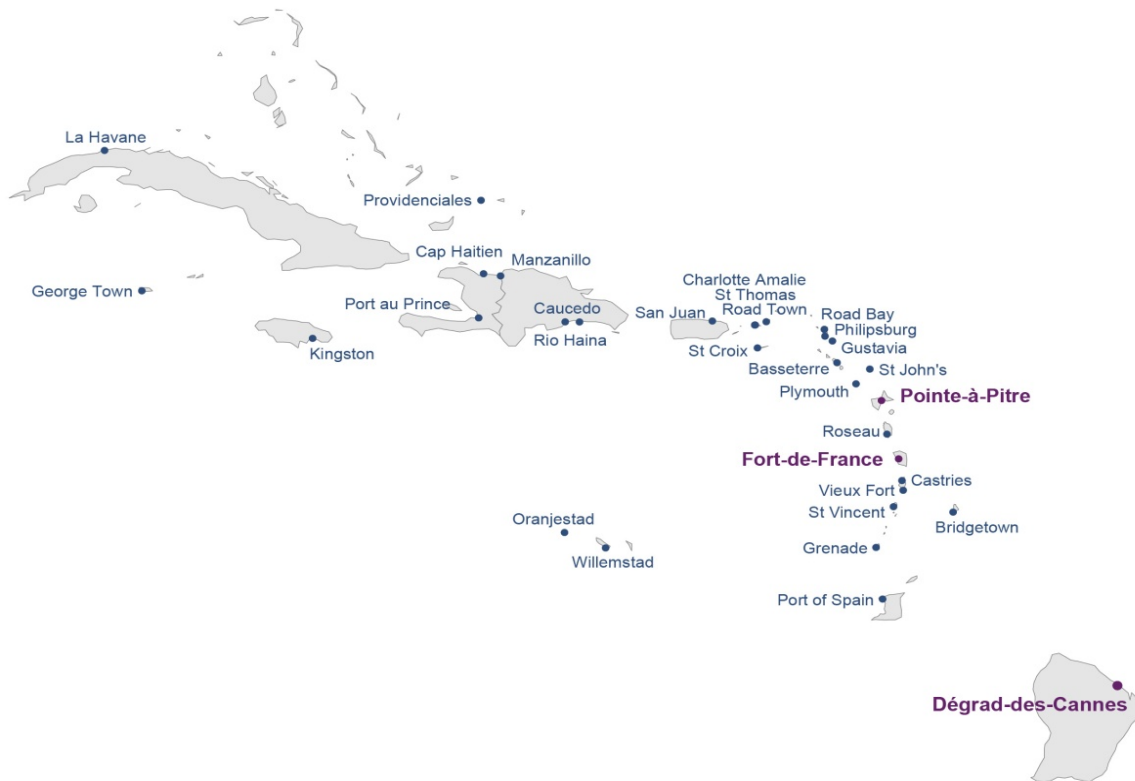 La Havane
Providenciales
Cap Haitien
Manzanillo
George Town
Port au Prince
Caucedo
Rio Haina
Kingston
San Juan
Charlotte Amalie
St Thomas
Road Town
St Croix
Road Bay
Philipsburg
Gustavia
Basseterre
St John's
Plymouth
Pointe-à-Pitre
Roseau
Fort-de-France
Castries
Vieux Fort
St Vincent
Bridgetown
Oranjestad
Willemstad
Grenade
Port of Spain
Dégrad-des-Cannes